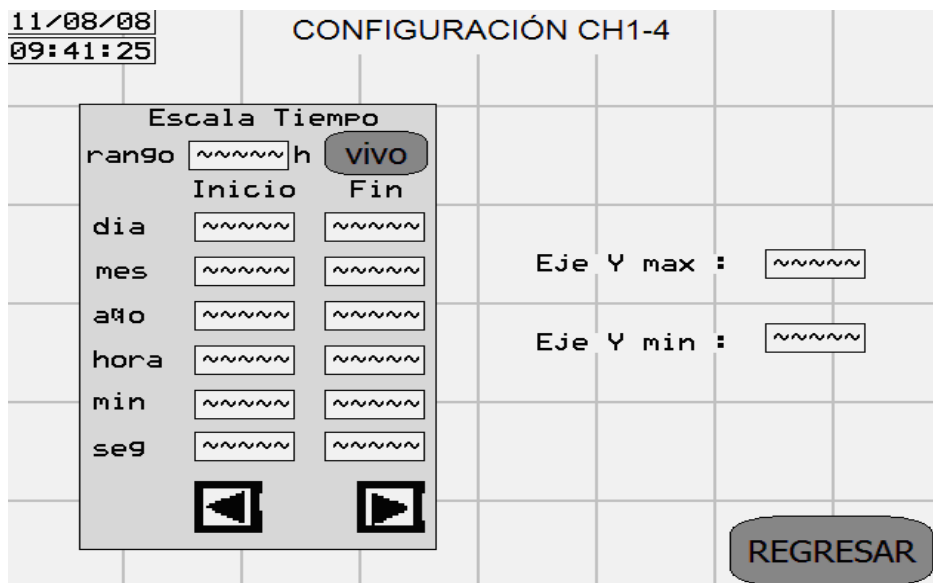 11/08/08
CONFIGURACIÓN CH1-4
09:41:25
Escala Tiempo
rango ~~~~~ h vivo
Inicio Fin
dia ~~~~~ ~~~~~
mes ~~~~~ ~~~~~
año ~~~~~ ~~~~~
hora ~~~~~ ~~~~~
min ~~~~~ ~~~~~
seg ~~~~~ ~~~~~
Eje Y max : ~~~~~
Eje Y min : ~~~~~
REGRESAR